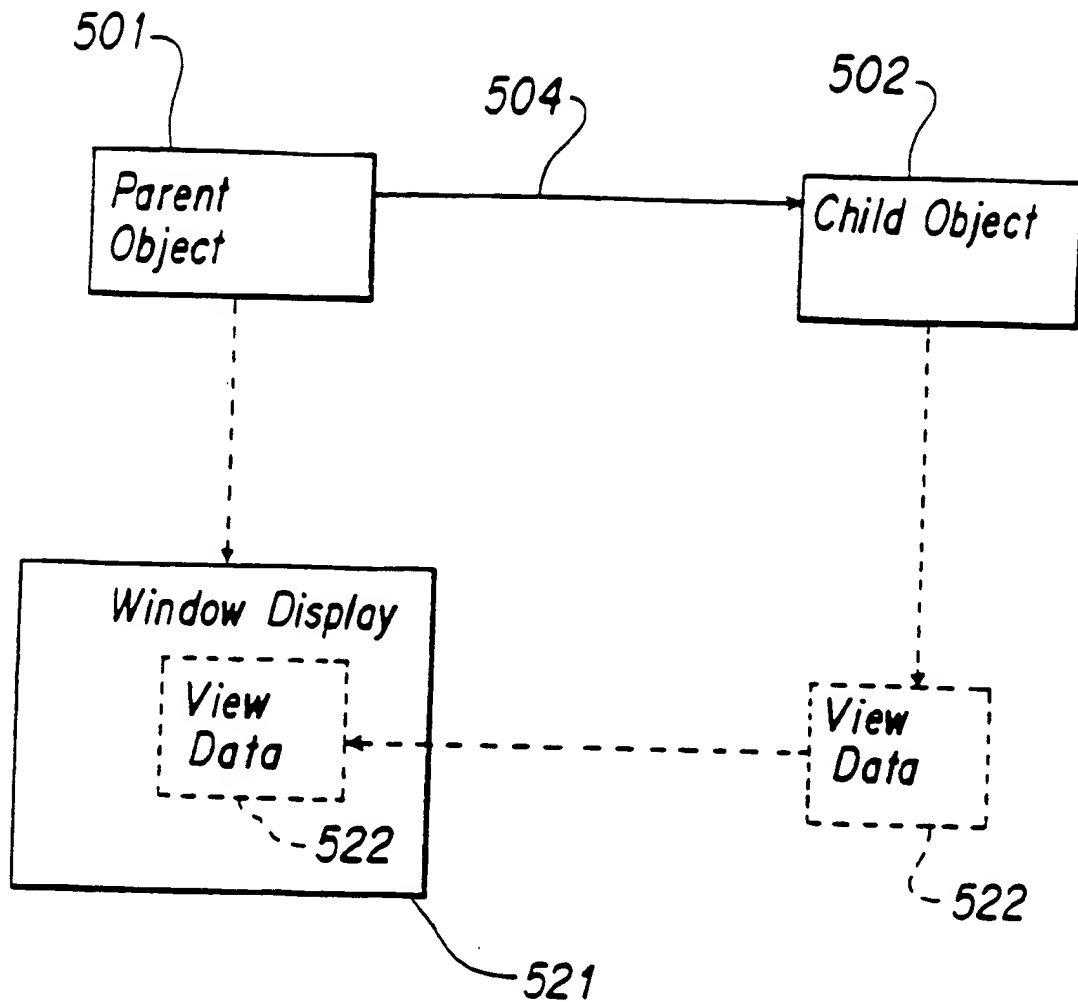 501
504
502
Parent
Object
Child Object
Window Display
View
Data
522
View
Data
522
521